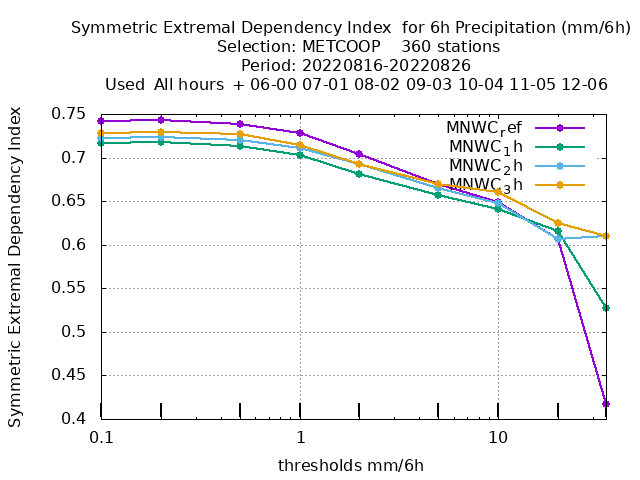 Symmetric Extremal Dependency Index  for 6h Precipitation (mm/6h)
Selection: METCOOP    360 stations
Period: 20220816-20220826
Used  All hours  + 06-00 07-01 08-02 09-03 10-04 11-05 12-06
Symmetric Extremal Dependency Index
0.75
0.7
0.65
0.6
0.55
0.5
0.45
0.4
MNWC_ref
MNWC_1h
MNWC_2h
MNWC_3h
0.1
1
10
thresholds mm/6h